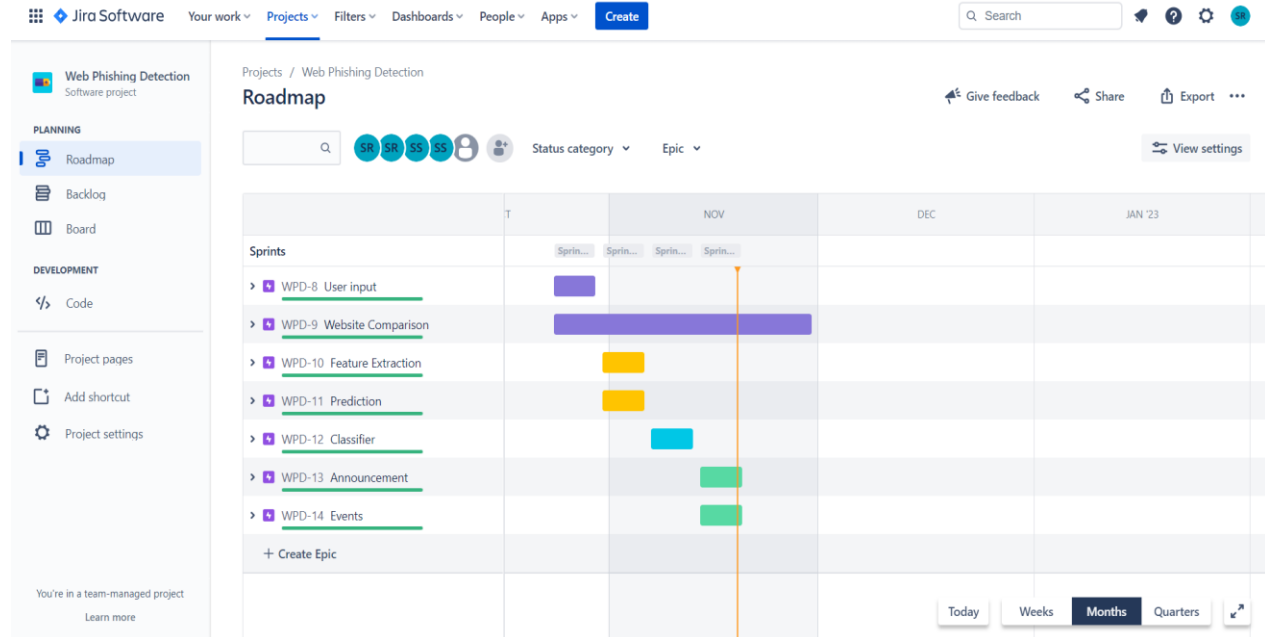 Jira Software Your work Projects Filters Dashboards People Apps Create Search SR
Web Phishing Detection
Software project
PLANNING
Roadmap
Backlog
Board
DEVELOPMENT
Code
Project pages
Add shortcut
Project settings
You're in a team-managed project
Learn more
Projects / Web Phishing Detection
Roadmap
Give feedback Share Export
SR SR SS SS Status category Epic View settings
T NOV DEC JAN '23
Sprints Sprin... Sprin... Sprin... Sprin...
WPD-8 User input
WPD-9 Website Comparison
WPD-10 Feature Extraction
WPD-11 Prediction
WPD-12 Classifier
WPD-13 Announcement
WPD-14 Events
+ Create Epic
Today Weeks Months Quarters